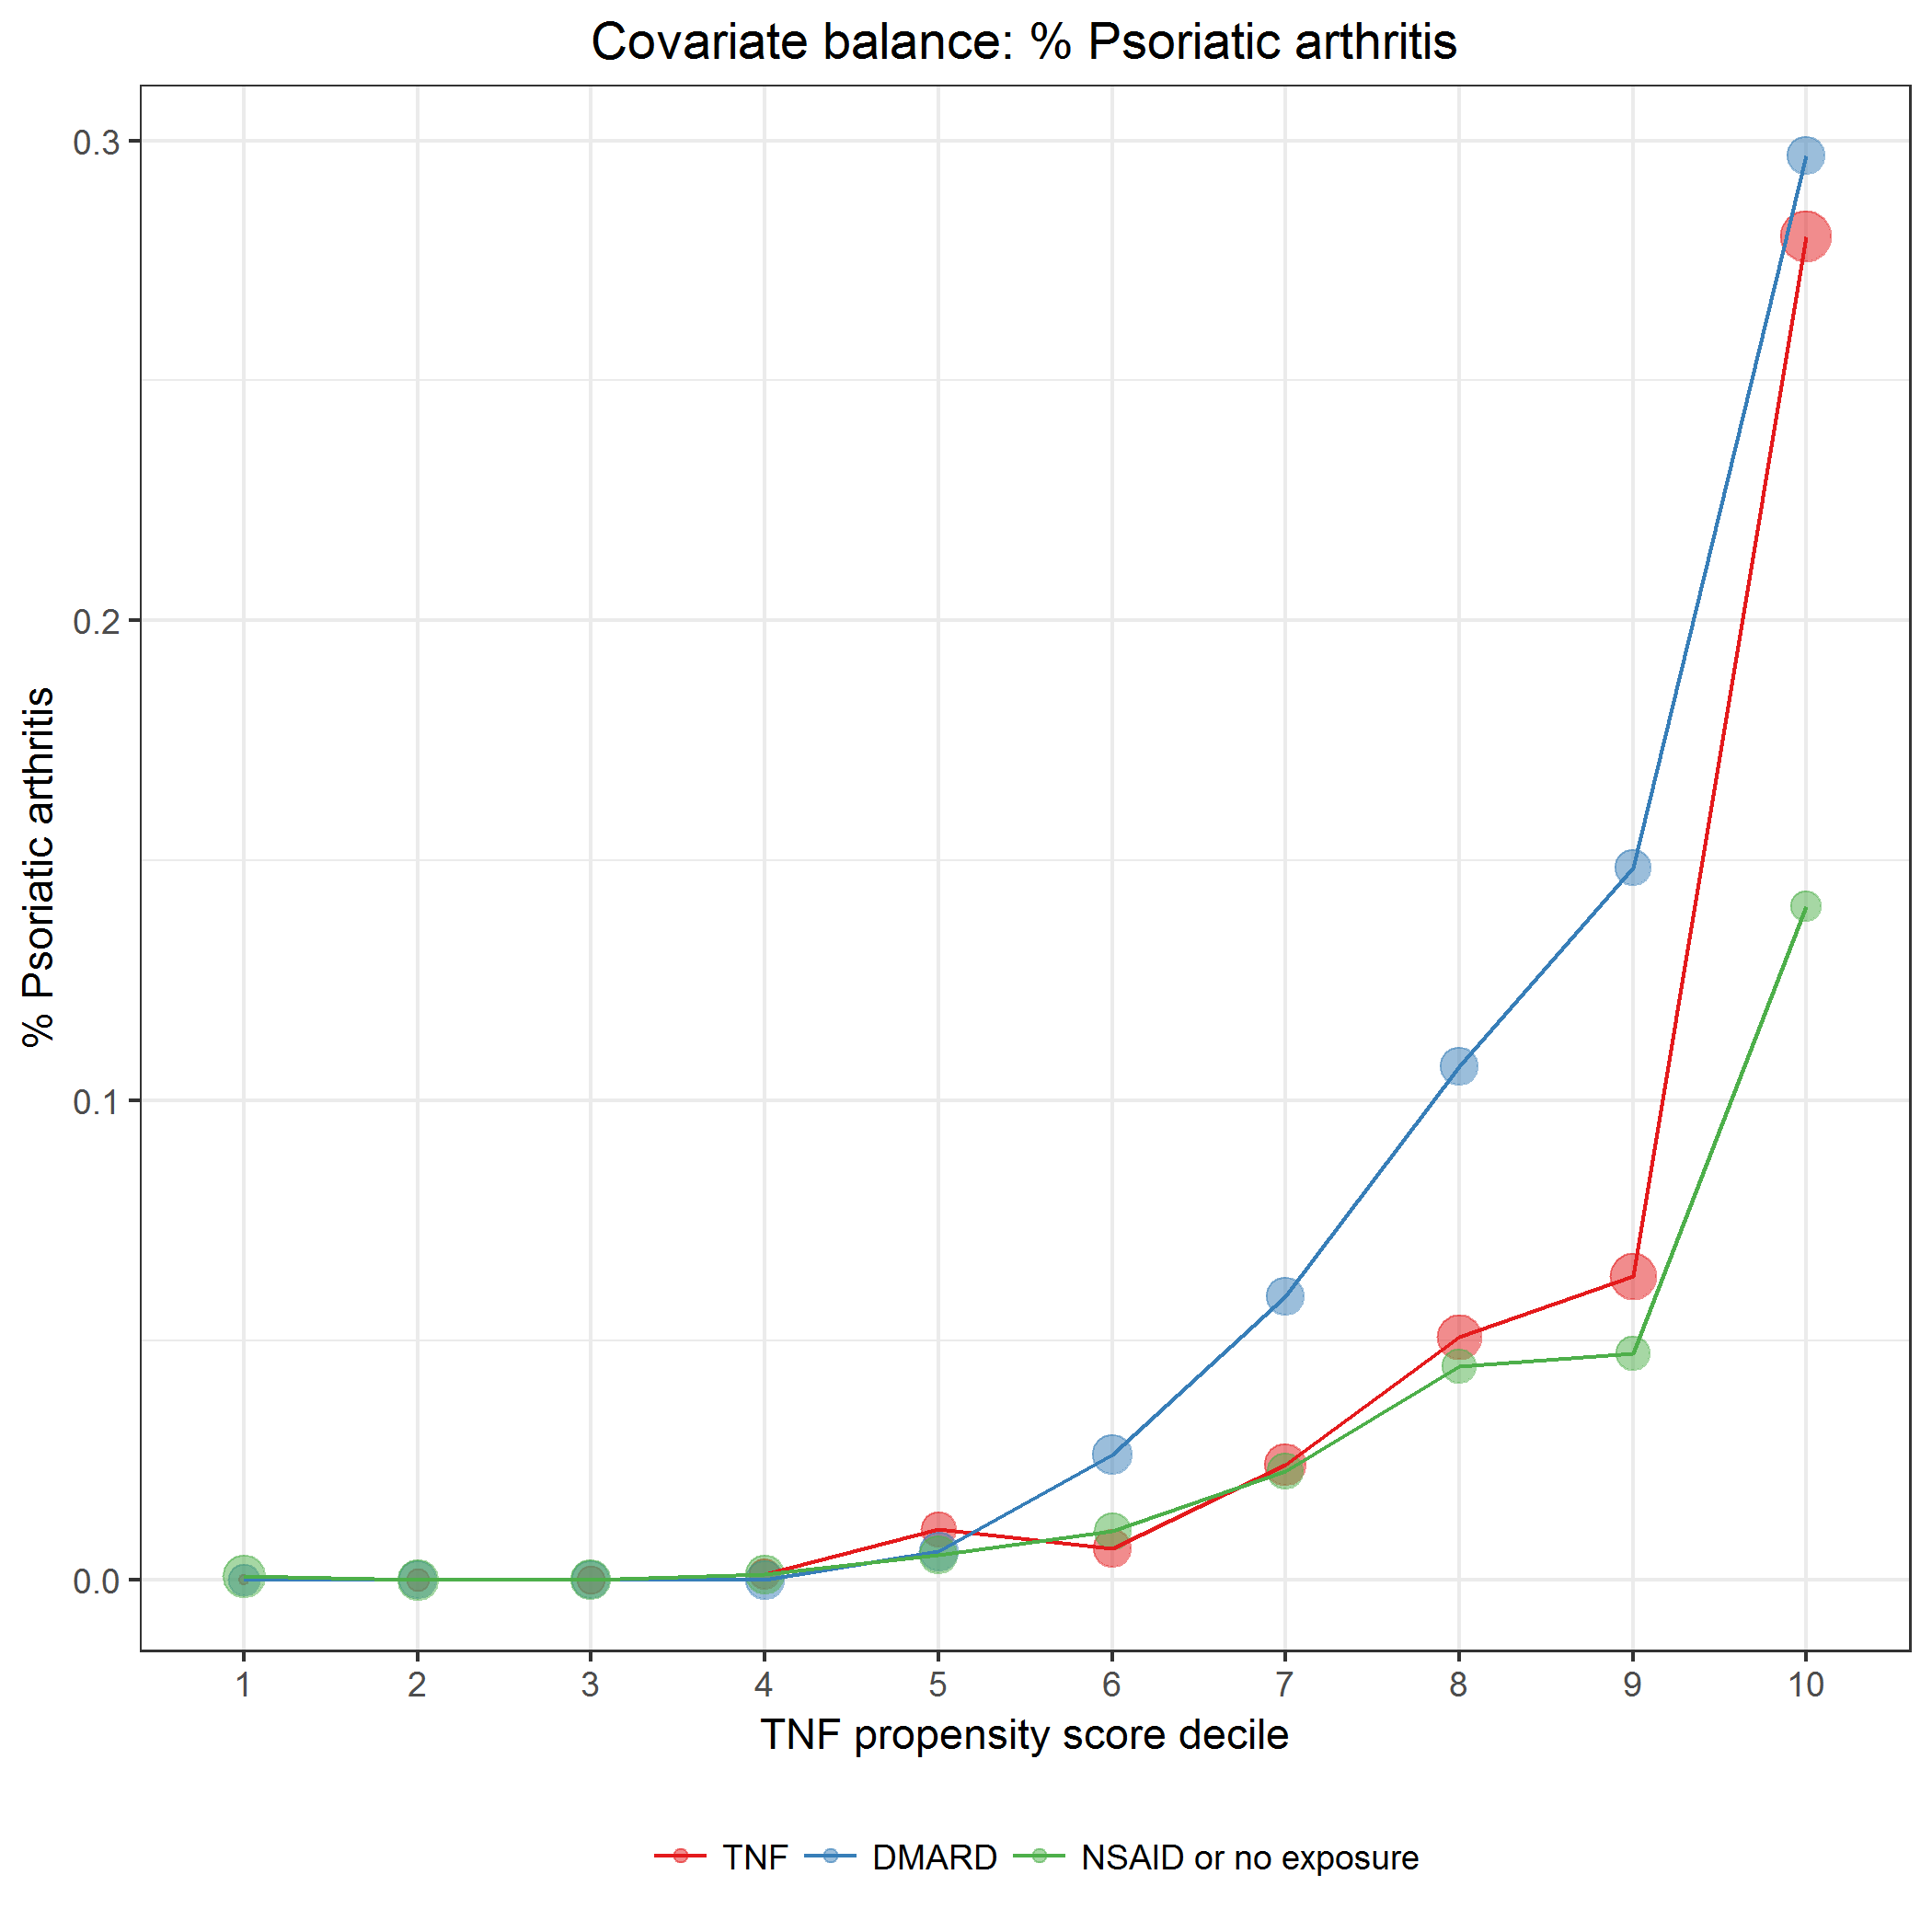 Covariate balance: % Psoriatic arthritis
% Psoriatic arthritis
0.3
0.2
0.1
0.0
1 2 3 4 5 6 7 8 9 10
TNF propensity score decile
TNF DMARD NSAID or no exposure